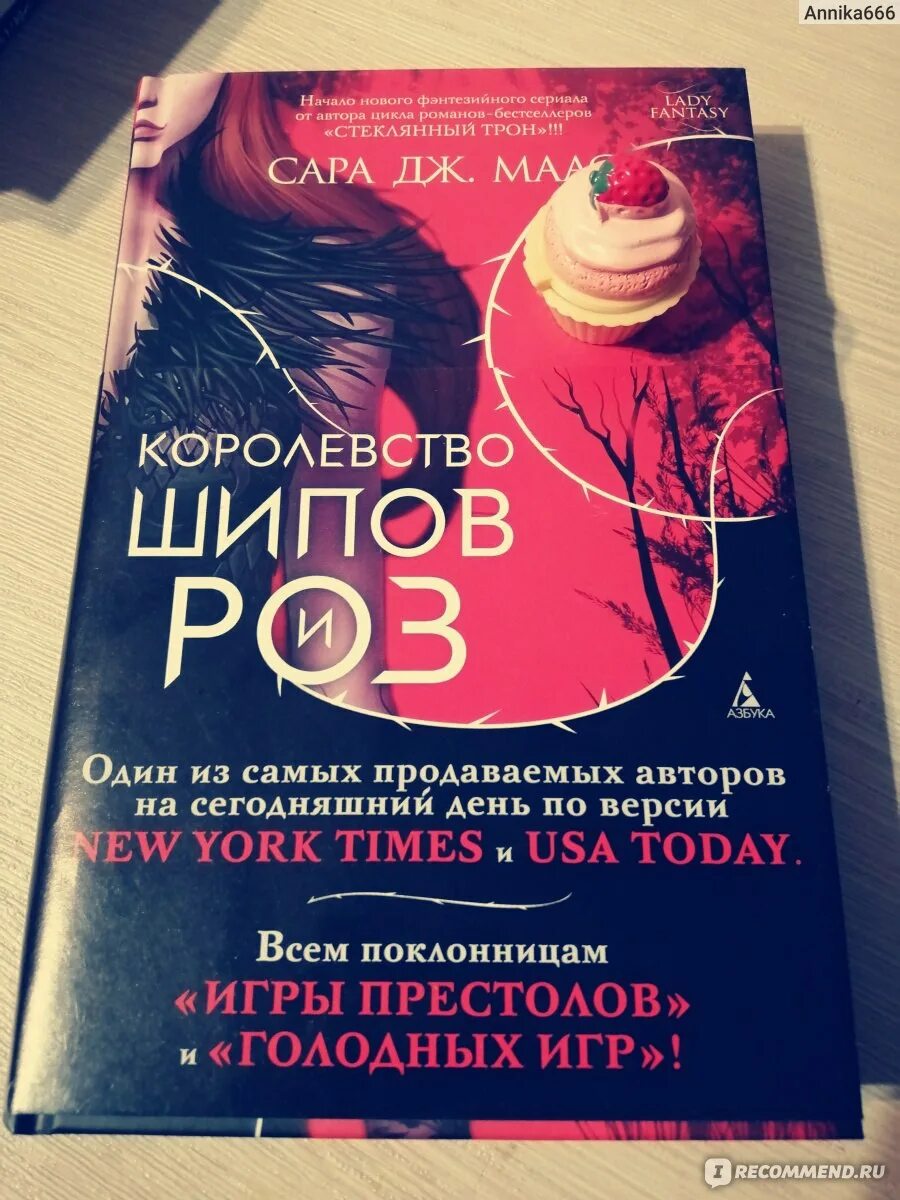 Annika666
Начало нового фэнтезийного сериала
от автора цикла романов-бестселлеров
«СТЕКЛЯННЫЙ ТРОН»!!!
LADY
FANTASY
САРА ДЖ. МААС
КОРОЛЕВСТВО
ШИПОВ
И
РОЗ
АЗБУКА
Один из самых продаваемых авторов
на сегодняшний день по версии
NEW YORK TIMES и USA TODAY.
Всем поклонницам
«ИГРЫ ПРЕСТОЛОВ»
и «ГОЛОДНЫХ ИГР»!
IRECOMMEND.RU